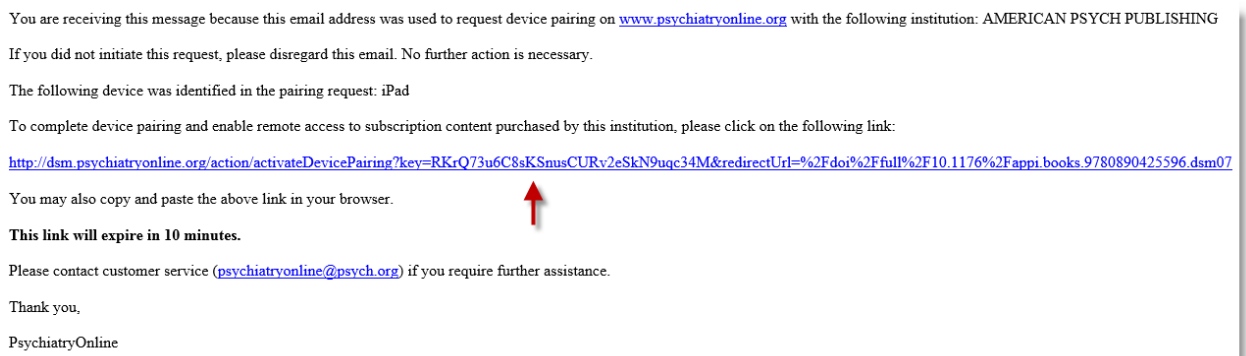 You are receiving this message because this email address was used to request device pairing on www.psychiatryonline.org with the following institution: AMERICAN PSYCH PUBLISHING
If you did not initiate this request, please disregard this email. No further action is necessary.
The following device was identified in the pairing request: iPad
To complete device pairing and enable remote access to subscription content purchased by this institution, please click on the following link:
http://dsm.psychiatryonline.org/action/activateDevicePairing?key=RKrQ73u6C8sKSnusCURv2eSkN9uqc34M&redirectUrl=%2Fdoi%2Ffull%2F10.1176%2Fappi.books.9780890425596.dsm07
You may also copy and paste the above link in your browser.
This link will expire in 10 minutes.
Please contact customer service (psychiatryonline@psych.org) if you require further assistance.
Thank you,
PsychiatryOnline